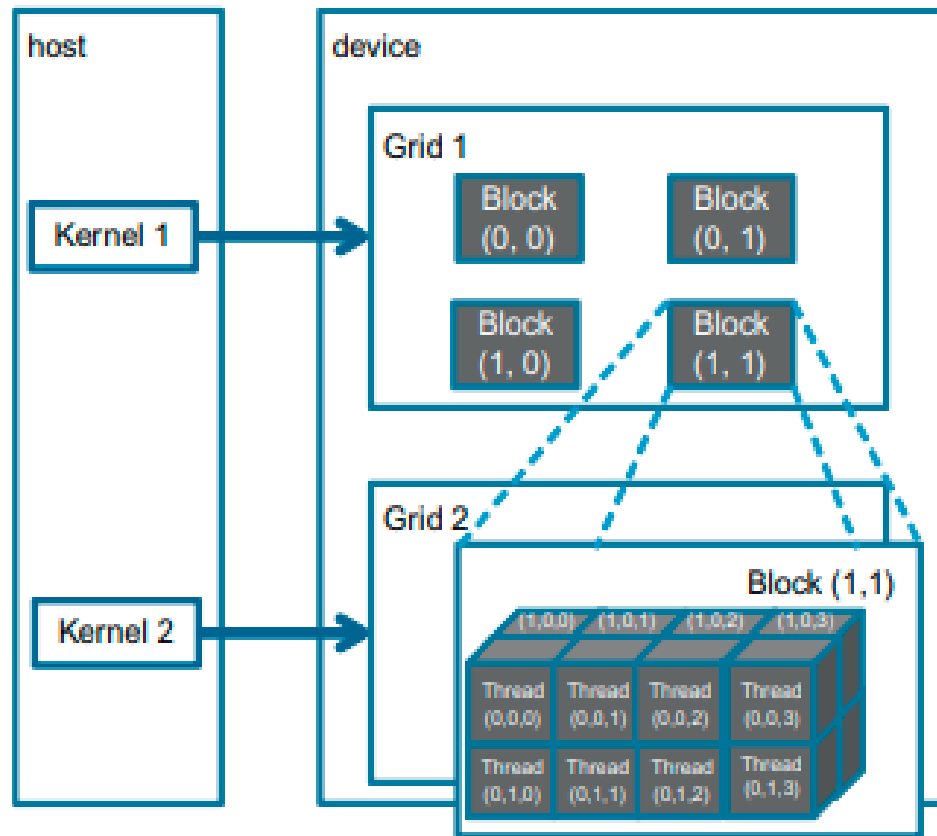 host
device
Grid 1
Kernel 1
Block
(0, 0)
Block
(0, 1)
Block
(1, 0)
Block
(1, 1)
Grid 2
Kernel 2
Block (1,1)
(1,0,0) (1,0,1) (1,0,2) (1,0,3)
Thread
(0,0,0)
Thread
(0,0,1)
Thread
(0,0,2)
Thread
(0,0,3)
Thread
(0,1,0)
Thread
(0,1,1)
Thread
(0,1,2)
Thread
(0,1,3)